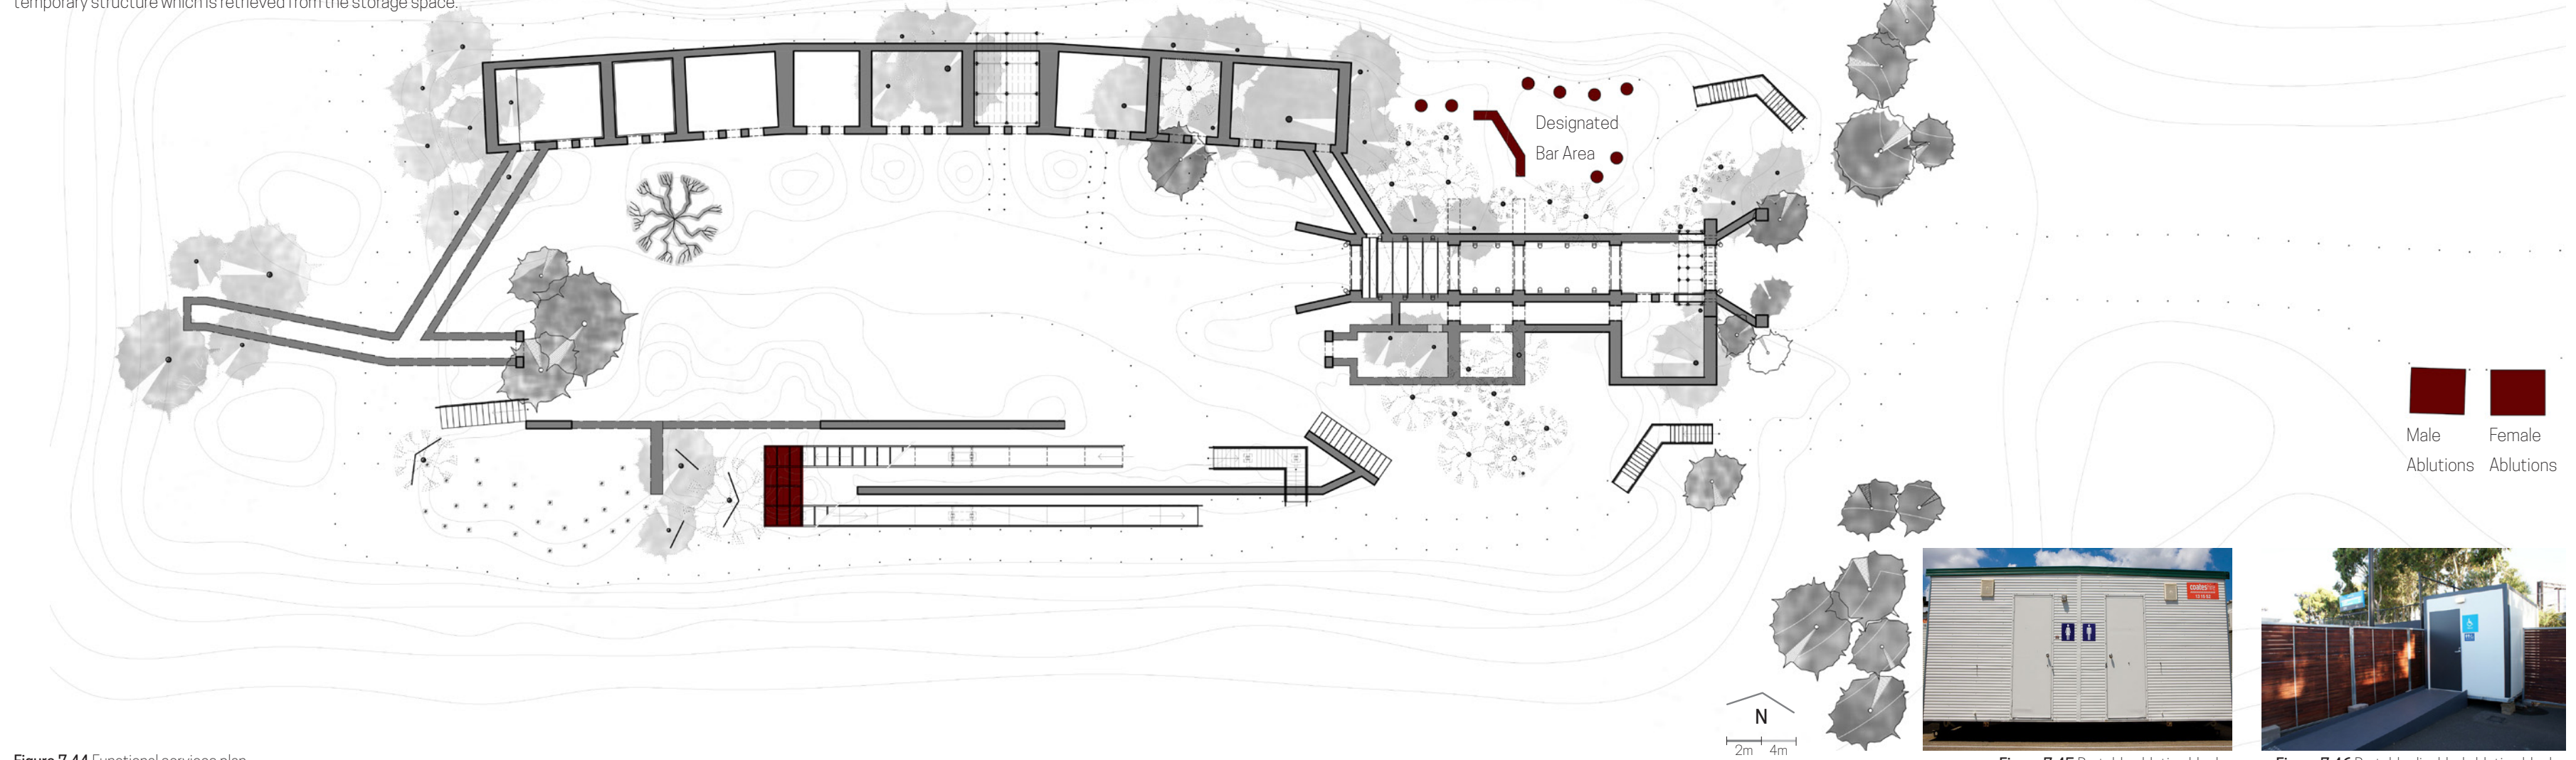 temporary structure which is retrieved from the storage space.
Designated
Bar Area
Male
Ablutions
Female
Ablutions
coates
N
2m 4m
Figure 7.44 Functional services plan